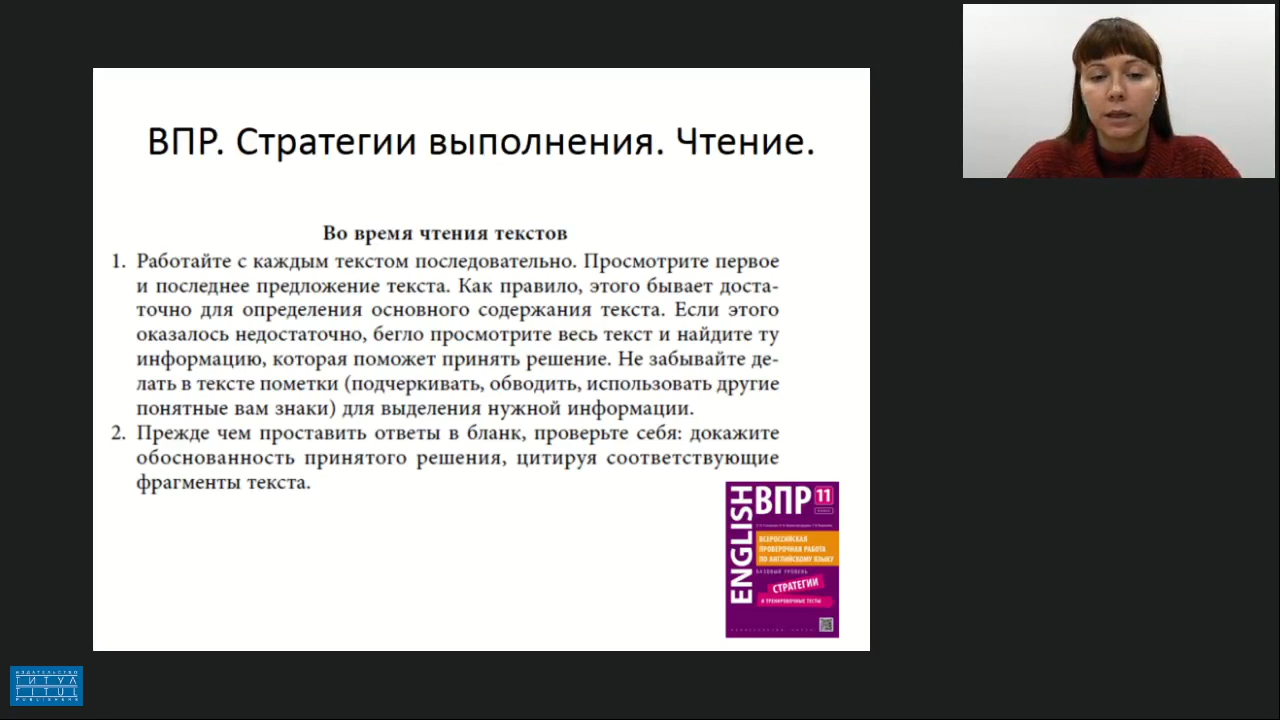 ВПР. Стратегии выполнения. Чтение.
Во время чтения текстов
1. Работайте с каждым текстом последовательно. Просмотрите первое
и последнее предложение текста. Как правило, этого бывает доста-
точно для определения основного содержания текста. Если этого
оказалось недостаточно, бегло просмотрите весь текст и найдите ту
информацию, которая поможет принять решение. Не забывайте де-
лать в тексте пометки (подчеркивать, обводить, использовать другие
понятные вам знаки) для выделения нужной информации.
2. Прежде чем проставить ответы в бланк, проверьте себя: докажите
обоснованность принятого решения, цитируя соответствующие
фрагменты текста.
ENGLISH
ВПР 11
ВСЕРОССИЙСКАЯ
ПРОВЕРОЧНАЯ РАБОТА
ПО АНГЛИЙСКОМУ ЯЗЫКУ
БАЗОВЫЙ УРОВЕНЬ
СТРАТЕГИИ
И ТРЕНИРОВОЧНЫЕ ТЕСТЫ
ИЗДАТЕЛЬСТВО
ТИТУЛ
TITUL
PUBLISHERS